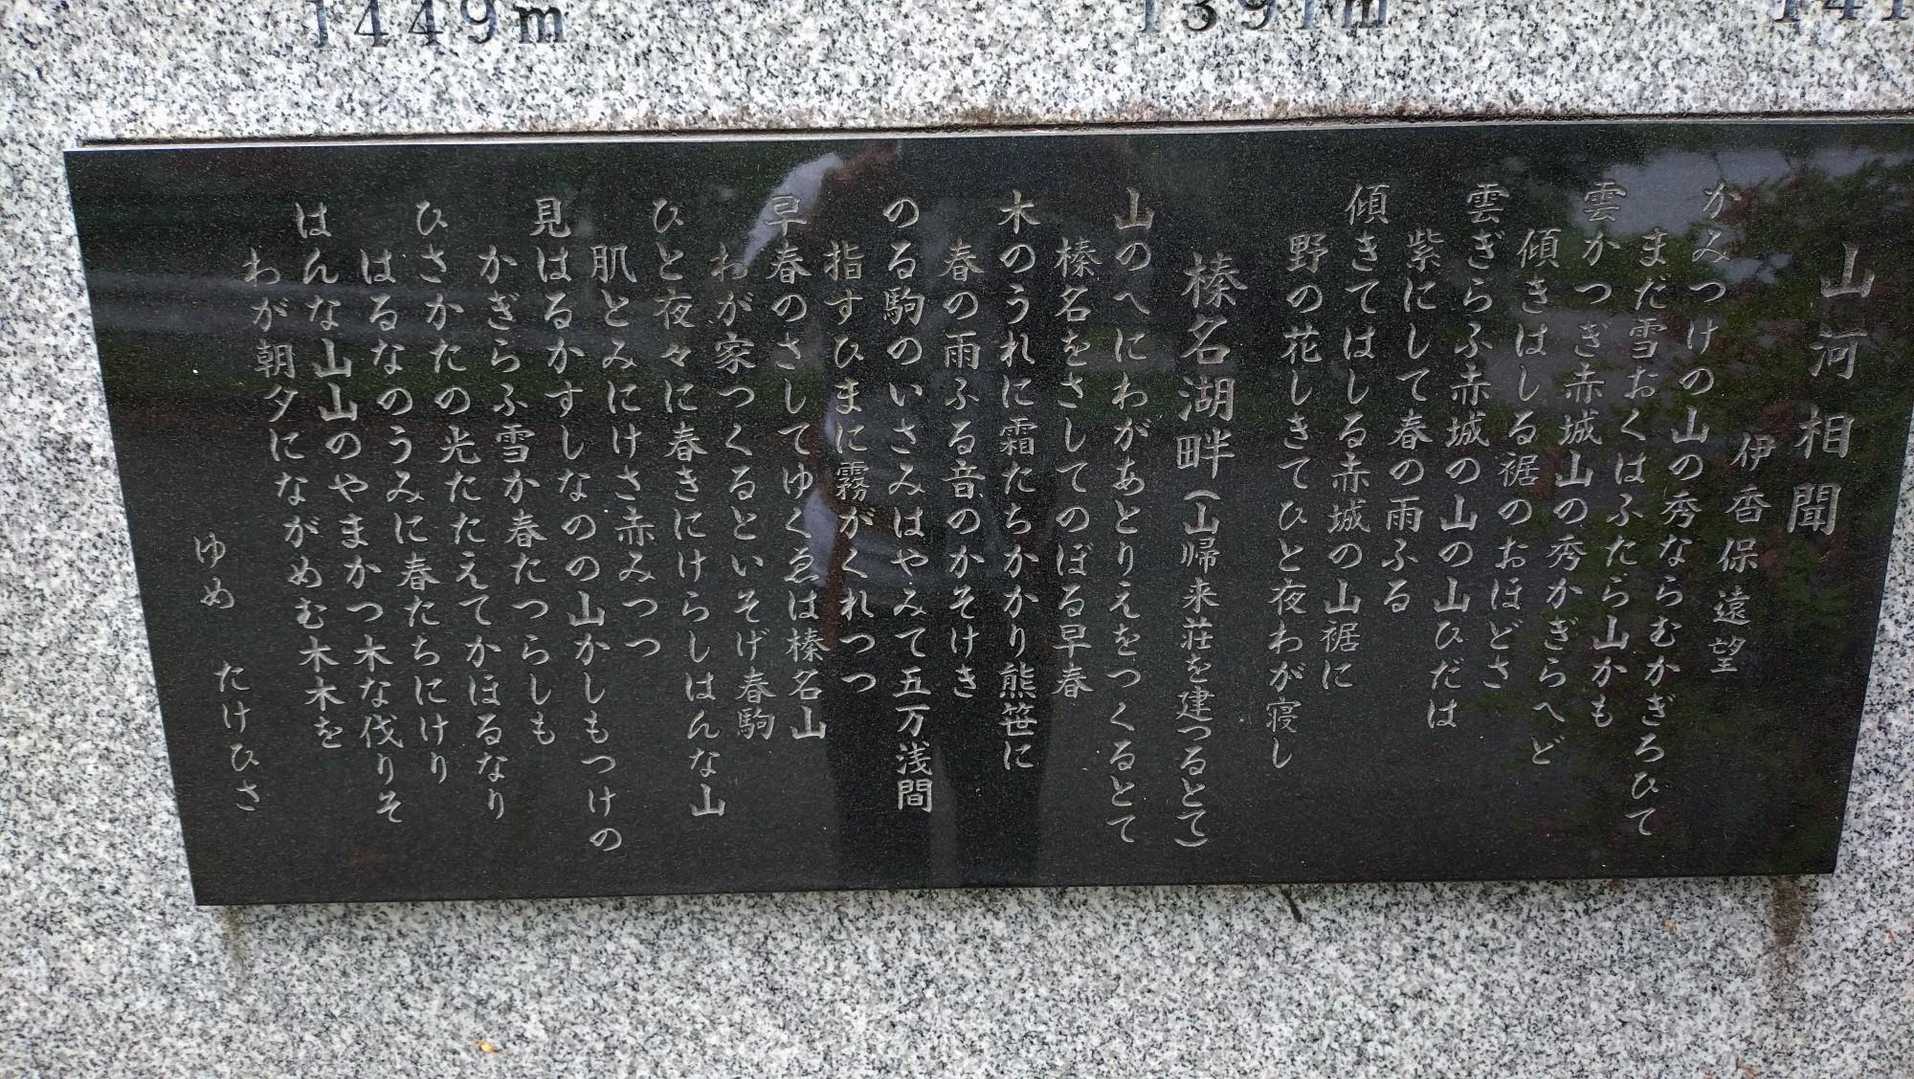 1449m
1391m
山河相聞
伊香保遠望
かみつけの山の秀ならむかぎろひて
まだ雪おくはふたら山かも
雲かつぎ赤城山の秀かぎらへど
傾きはしる裾のおほどさ
雲ぎらふ赤城の山の山ひだは
紫にして春の雨ふる
傾きてはしる赤城の山裾に
野の花しきてひと夜わが寝し
榛名湖畔(山帰来荘を建つるとて)
山のへにわがあとりえをつくるとて
榛名をさしてのぼる早春
木のうれに霜たちかかり熊笹に
春の雨ふる音のかそけき
のる駒のいさみはやみて五万浅間
指すひまに霧がくれつつ
早春のさしてゆくゑは榛名山
わが家つくるといそげ春駒
ひと夜々に春きにけらしはんな山
肌とみにけさ赤みつつ
見はるかすしなのの山かしもつけの
かぎらふ雪か春たつらしも
ひさかたの光たたえてかほるなり
はるなのうみに春たちにけり
はんな山山のやまかつ木な伐りそ
わが朝夕にながめむ木木を
ゆめ たけひさ